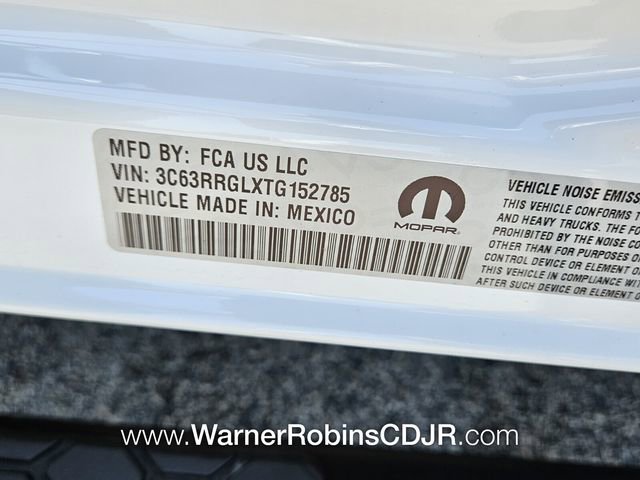 MFD BY: FCA US LLC
VIN: 3C63RRGLXTG152785
VEHICLE MADE IN: MEXICO
MOPAR
VEHICLE NOISE EMISS
THIS VEHICLE CONFORMS T
AND HEAVY TRUCKS. THE FO
PROHIBITED BY THE NOISE CO
OTHER THAN FOR PURPOSES O
CONTROL DEVICE OR ELEMENT O
THIS VEHICLE IN COMPLIANCE WIT
AFTER SUCH DEVICE OR ELEMENT
www.WarnerRobinsCDJR.com